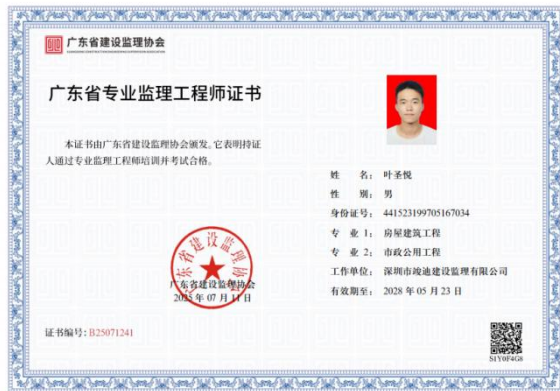 广东省建设监理协会
广东省专业监理工程师证书
本证书由广东省建设监理协会颁发。它表明持证
人通过专业监理工程师培训并考试合格。
姓 名：叶圣悦
性 别：男
身份证号：441523199705167034
专 业 1：房屋建筑工程
专 业 2：市政公用工程
工作单位：深圳市竣迪建设监理有限公司
有效期至：2028 年 05 月 23 日
广东省建设监理协会
广东省建设监理协会
2025 年 07 月 11 日
证书编号：B25071241
S1Y0F4G8